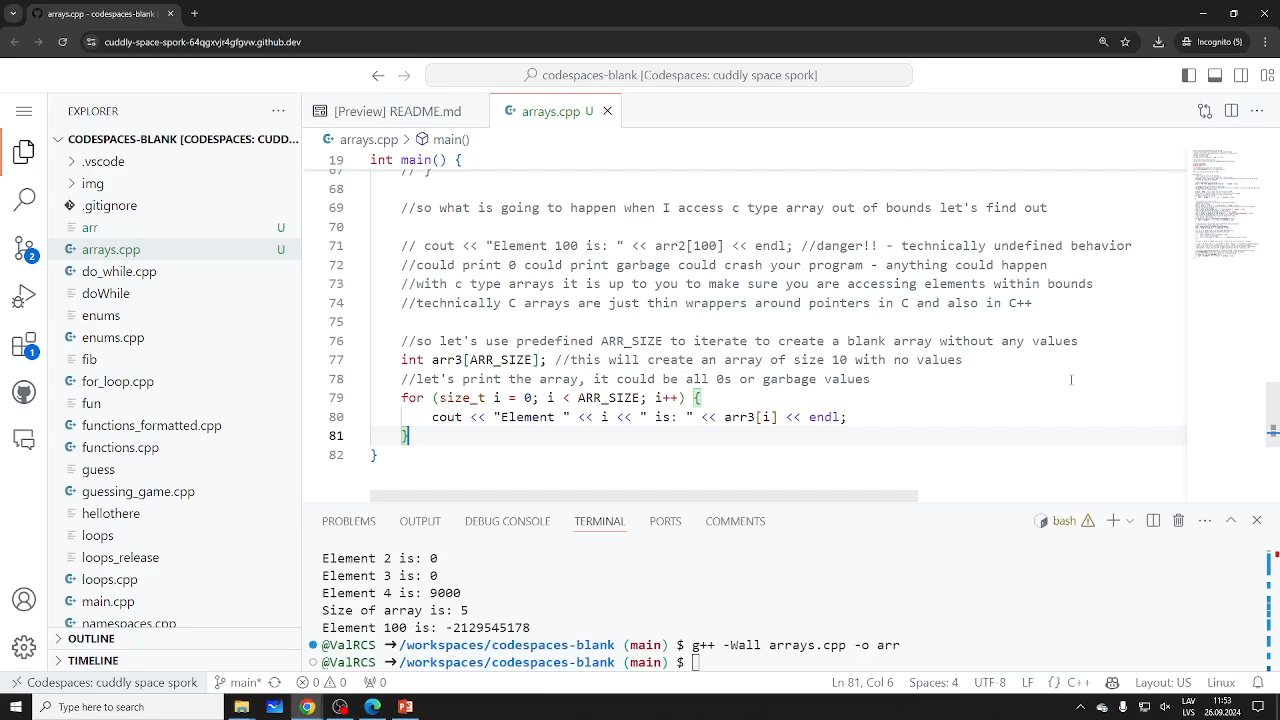 arrays.cpp - codespaces-blank [
cuddly-space-spork-64qgxvjr4gfgvw.github.dev
Incognito (5)
codespaces-blank [Codespaces: cuddly space spork]
EXPLORER
[Preview] README.md
arrays.cpp U
CODESPACES-BLANK [CODESPACES: CUDD...
arrays.cpp > main()
.vscode
img
.gitignore
arr U
arrays.cpp U
do_while.cpp
doWhile
enums
enums.cpp
fib
for_loop.cpp
fun
functions_formatted.cpp
functions.cpp
guess
guessing_game.cpp
hellothere
loops
loops_release
loops.cpp
main.cpp
namespaces.cpp
OUTLINE
TIMELINE
19 int main() {
67 // }
68
69 //so what is going to happen when I access c type array out of bounds let's find out
70
71 // cout << "Element 100 is: " << arr2[100] << endl; //danger!! - technically undefined behavior
72 //could print 0 could print garbage could crash your program - anything could happen
73 //with c type arrays it is up to you to make sure you are accessing elements within bounds
74 //technically C arrays are just thin wrappers around pointers in C and also in C++
75
76 //so let's use predefined ARR_SIZE to iterate to create a blank array without any values
77 int arr3[ARR_SIZE]; //this will create an array of size 10 with no values
78 //let's print the array, it could be all 0s or garbage values
79 for (size_t i = 0; i < ARR_SIZE; i++) {
80 cout << "Element " << i << " is: " << arr3[i] << endl;
81 }
82 }
PROBLEMS OUTPUT DEBUG CONSOLE TERMINAL PORTS COMMENTS
bash
Element 2 is: 0
Element 3 is: 0
Element 4 is: 9000
Size of array is: 5
Element 100 is: -2129545178
@ValRCS ➜/workspaces/codespaces-blank (main) $ g++ -Wall arrays.cpp -o arr
@ValRCS ➜/workspaces/codespaces-blank (main) $
2
1
Codespaces: cuddly space spork main* 0 0 0 Ln 81, Col 6 Spaces: 4 UTF-8 LF {} C++ Layout: US Linux
Type here to search
LAV
11:53
26.09.2024